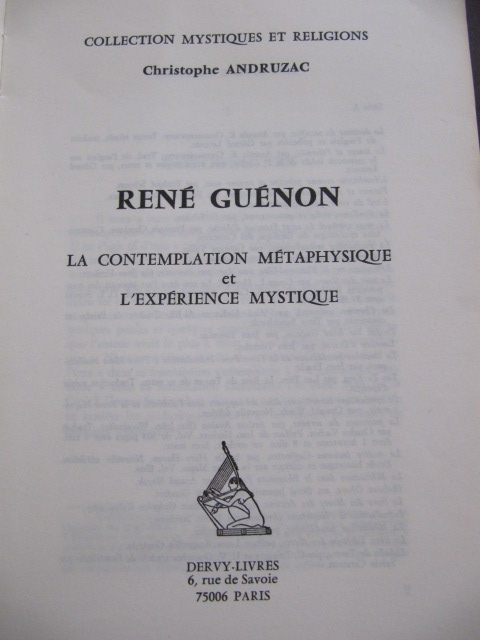 COLLECTION MYSTIQUES ET RELIGIONS
Christophe ANDRUZAC
RENÉ GUÉNON
LA CONTEMPLATION MÉTAPHYSIQUE
et
L'EXPÉRIENCE MYSTIQUE
DERVY-LIVRES
6, rue de Savoie
75006 PARIS